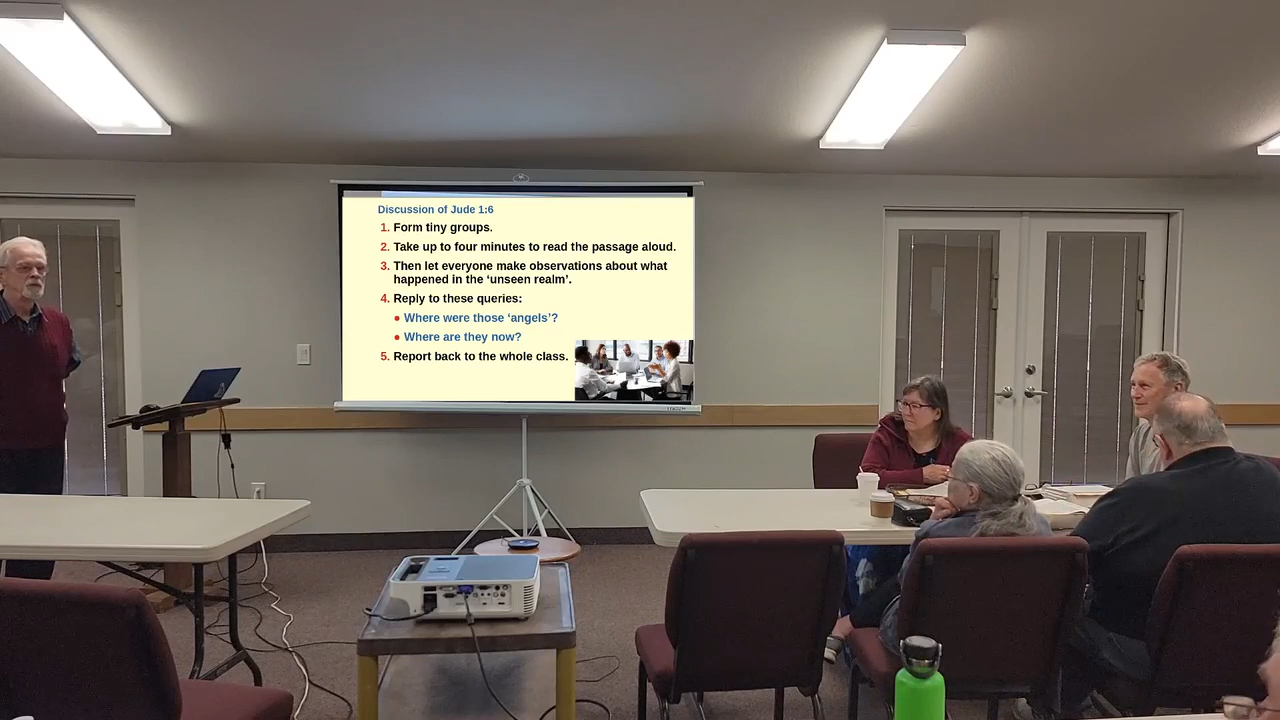 Discussion of Jude 1:6
1. Form tiny groups.
2. Take up to four minutes to read the passage aloud.
3. Then let everyone make observations about what
happened in the ‘unseen realm’.
4. Reply to these queries:
● Where were those ‘angels’?
● Where are they now?
5. Report back to the whole class.